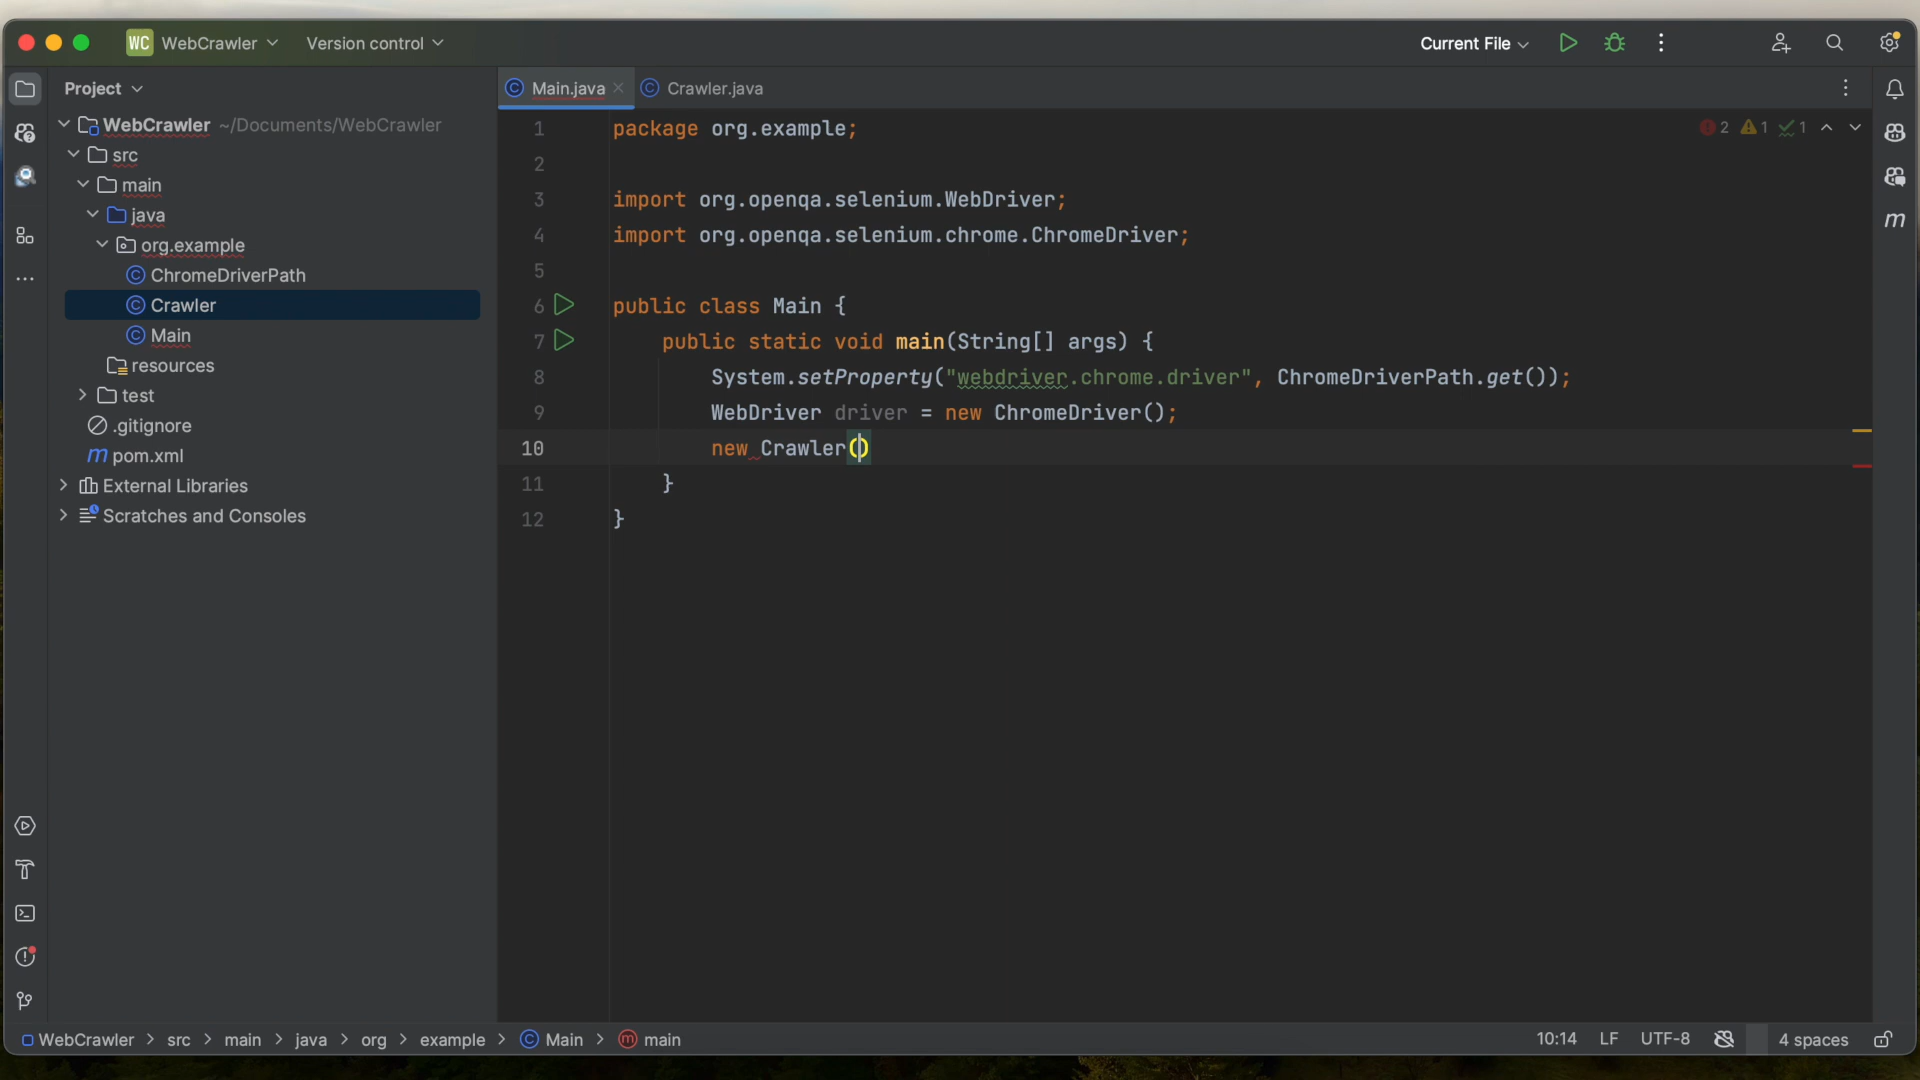 WC WebCrawler Version control Current File
Project Main.java Crawler.java
WebCrawler ~/Documents/WebCrawler
src
main
java
org.example
ChromeDriverPath
Crawler
Main
resources
test
.gitignore
pom.xml
External Libraries
Scratches and Consoles
1 package org.example;
2 1 1
2
3 import org.openqa.selenium.WebDriver;
4 import org.openqa.selenium.chrome.ChromeDriver;
5
6 public class Main {
7 public static void main(String[] args) {
8 System.setProperty("webdriver.chrome.driver", ChromeDriverPath.get());
9 WebDriver driver = new ChromeDriver();
10 new Crawler()
11 }
12 }
WebCrawler > src > main > java > org > example > Main > main 10:14 LF UTF-8 4 spaces